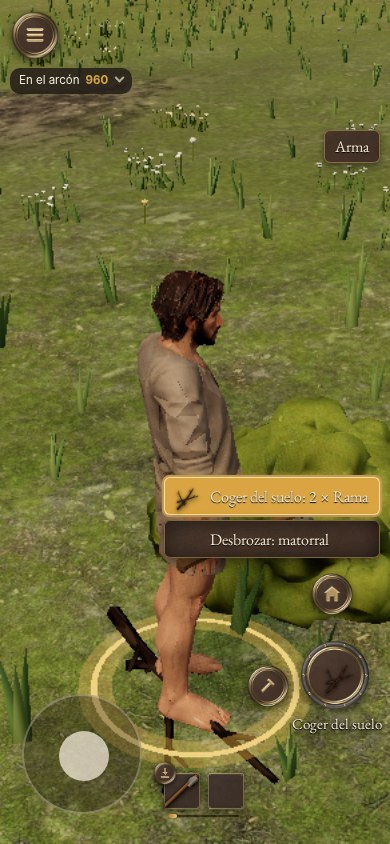 En el arcón 960
Arma
Coger del suelo: 2 × Rama
Desbrozar: matorral
Coger del suelo